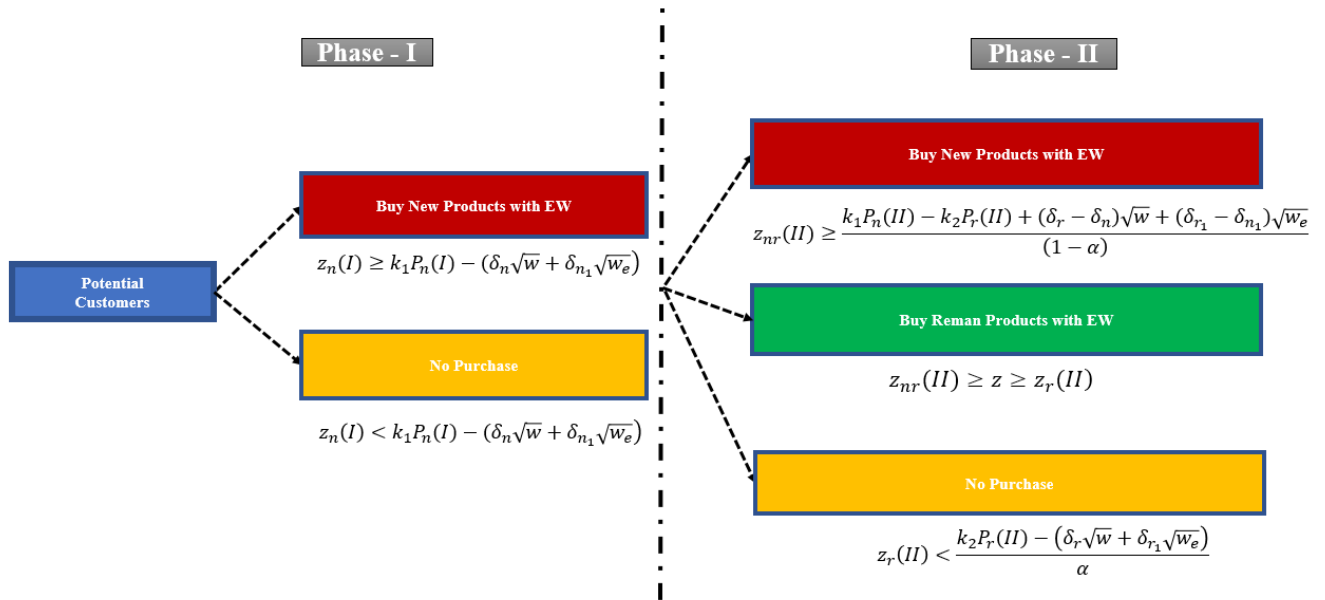 Phase - I
Buy New Products with EW
z_n(I) ≥ k_1P_n(I) − (δ_n√w + δ_{n_1}√w_e)
Potential
Customers
No Purchase
z_n(I) < k_1P_n(I) − (δ_n√w + δ_{n_1}√w_e)
Phase - II
Buy New Products with EW
z_{nr}(II) ≥ \frac{k_1P_n(II) − k_2P_r(II) + (δ_r − δ_n)√w + (δ_{r_1} − δ_{n_1})√w_e}{(1 − α)}
Buy Reman Products with EW
z_{nr}(II) ≥ z ≥ z_r(II)
No Purchase
z_r(II) < \frac{k_2P_r(II) − (δ_r√w + δ_{r_1}√w_e)}{α}